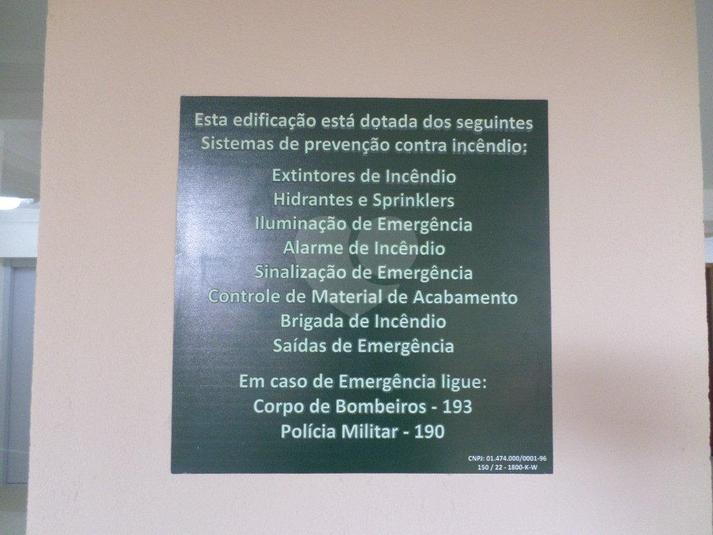 Esta edificação está dotada dos seguintes
Sistemas de prevenção contra incêndio:
Extintores de Incêndio
Hidrantes e Sprinklers
Iluminação de Emergência
Alarme de Incêndio
Sinalização de Emergência
Controle de Material de Acabamento
Brigada de Incêndio
Saídas de Emergência
Em caso de Emergência ligue:
Corpo de Bombeiros - 193
Polícia Militar - 190
CNPJ: 01.474.000/0001-96
150 / 22 - 1800-K-W